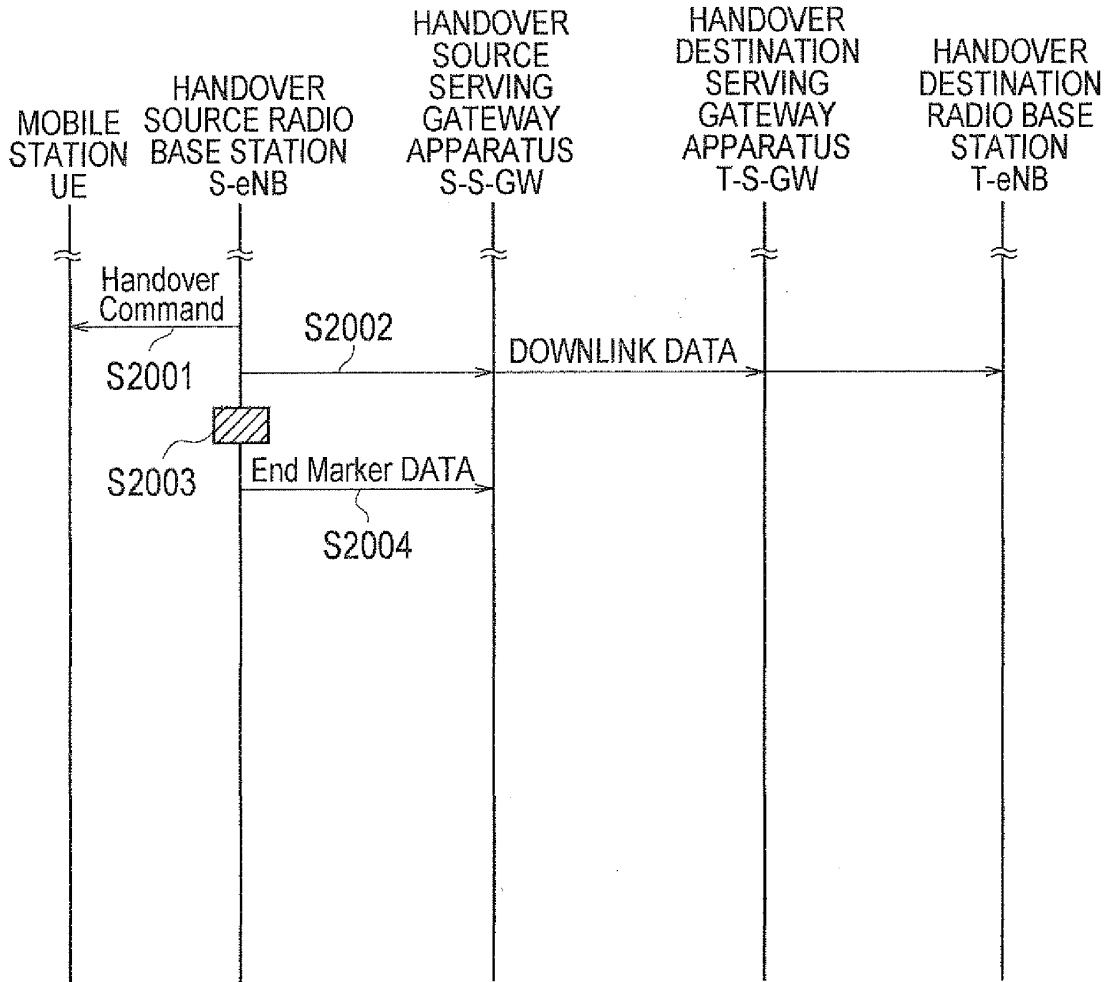 MOBILE
STATION
UE
HANDOVER
SOURCE RADIO
BASE STATION
S-eNB
HANDOVER
SOURCE
SERVING
GATEWAY
APPARATUS
S-S-GW
HANDOVER
DESTINATION
SERVING
GATEWAY
APPARATUS
T-S-GW
HANDOVER
DESTINATION
RADIO BASE
STATION
T-eNB
Handover
Command
S2001
S2002
DOWNLINK DATA
S2003
End Marker DATA
S2004